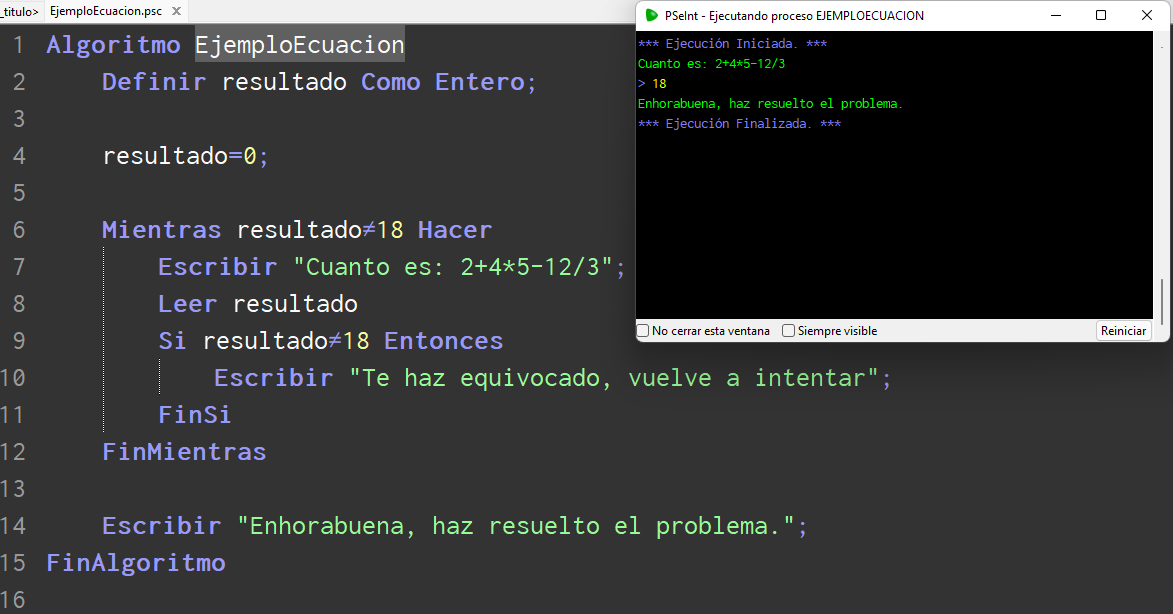 _titulo> EjemploEcuacion.psc ✕
1 Algoritmo EjemploEcuacion
2 Definir resultado Como Entero;
3
4 resultado=0;
5
6 Mientras resultado≠18 Hacer
7 Escribir "Cuanto es: 2+4*5-12/3";
8 Leer resultado
9 Si resultado≠18 Entonces
10 Escribir "Te haz equivocado, vuelve a intentar";
11 FinSi
12 FinMientras
13
14 Escribir "Enhorabuena, haz resuelto el problema.";
15 FinAlgoritmo
16
PSeInt - Ejecutando proceso EJEMPLOECUACION
*** Ejecución Iniciada. ***
Cuanto es: 2+4*5-12/3
> 18
Enhorabuena, haz resuelto el problema.
*** Ejecución Finalizada. ***
No cerrar esta ventana Siempre visible Reiniciar